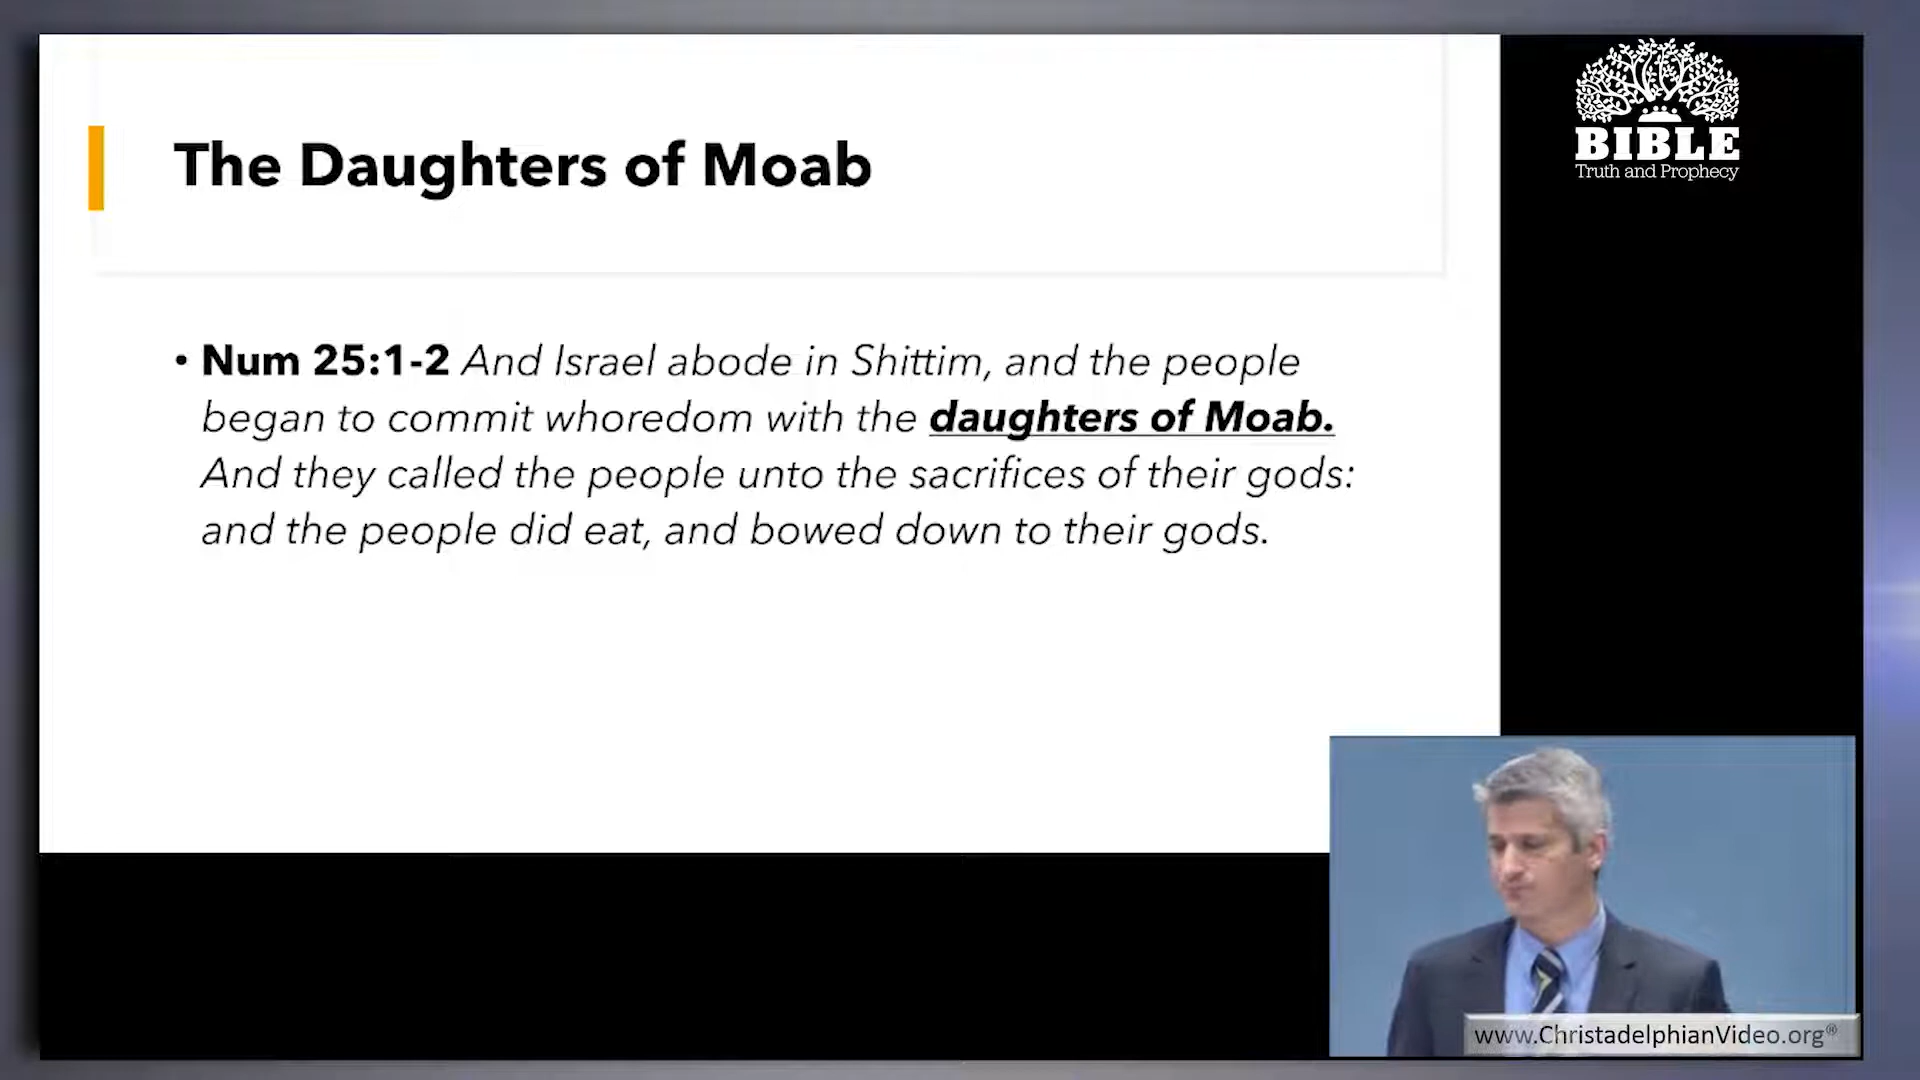 The Daughters of Moab
• Num 25:1-2 And Israel abode in Shittim, and the people
began to commit whoredom with the daughters of Moab.
And they called the people unto the sacrifices of their gods:
and the people did eat, and bowed down to their gods.
BIBLE
Truth and Prophecy
www.ChristadelphianVideo.org®